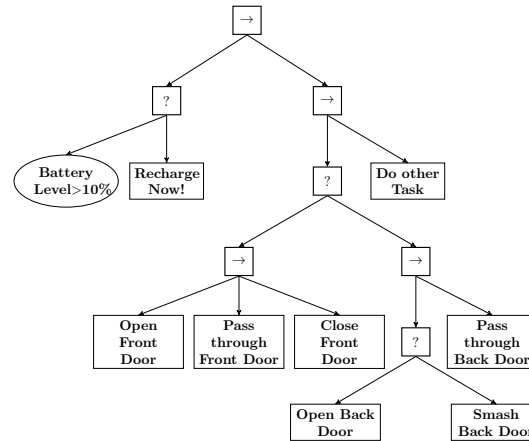 →
?
→
Battery
Level>10%
Recharge
Now!
?
Do other
Task
→
→
Open
Front
Door
Pass
through
Front Door
Close
Front
Door
?
Pass
through
Back Door
Open Back
Door
Smash
Back Door